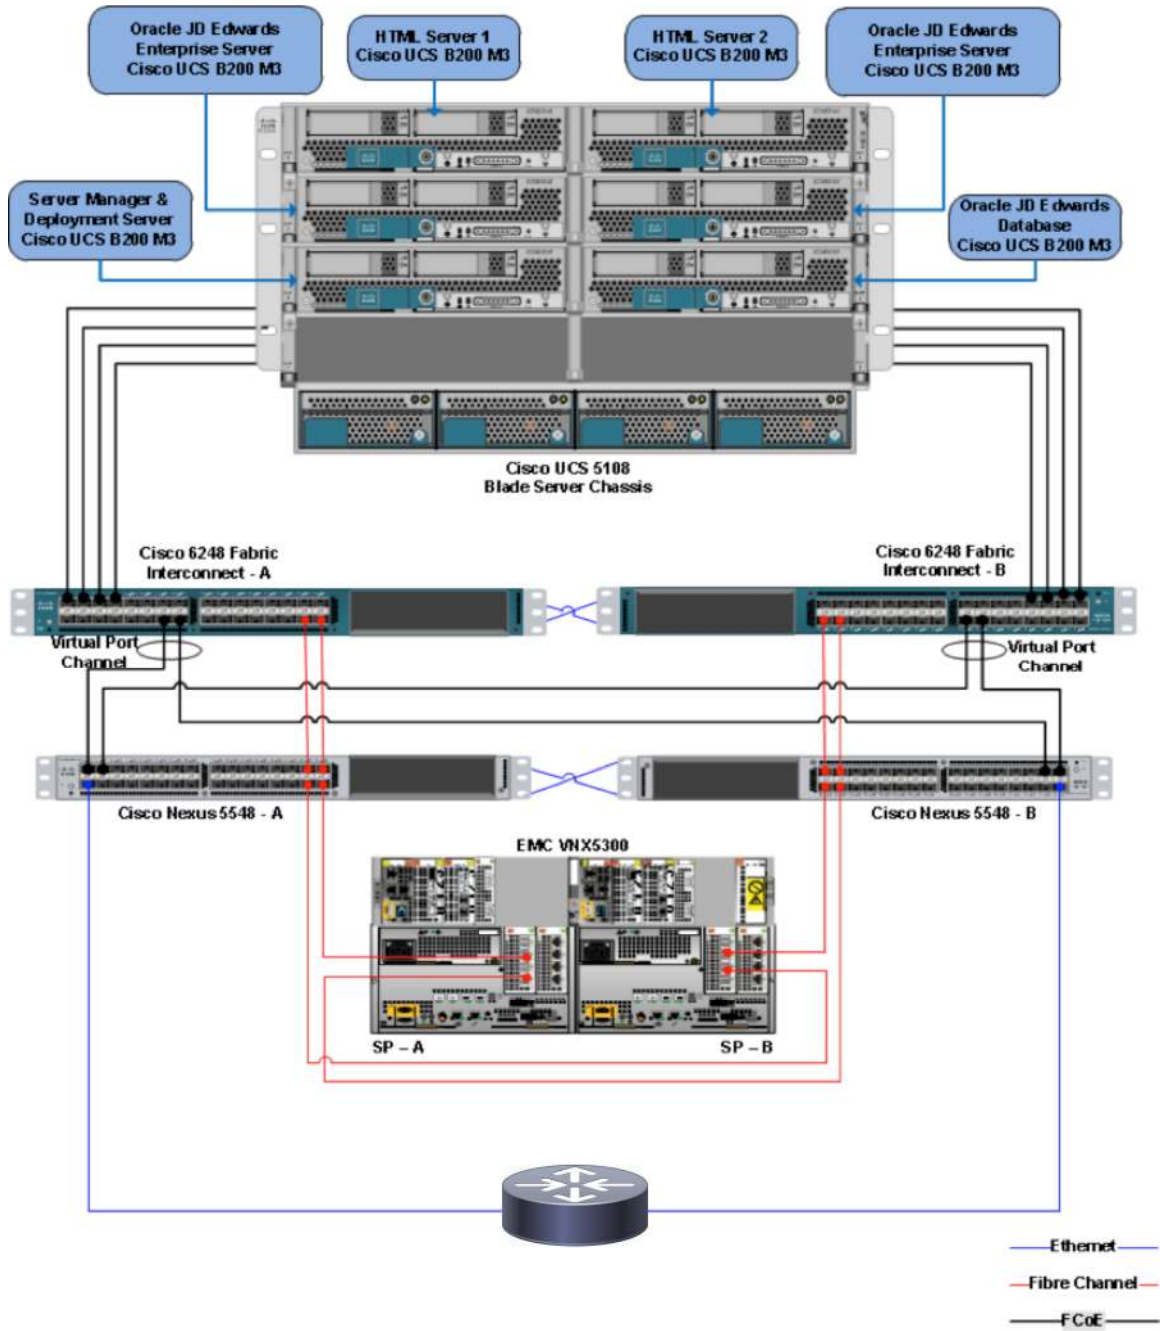 Oracle JD Edwards
Enterprise Server
Cisco UCS B200 M3
HTML Server 1
Cisco UCS B200 M3
HTML Server 2
Cisco UCS B200 M3
Oracle JD Edwards
Enterprise Server
Cisco UCS B200 M3
Server Manager &
Deployment Server
Cisco UCS B200 M3
Oracle JD Edwards
Database
Cisco UCS B200 M3
Cisco UCS 5108
Blade Server Chassis
Cisco 6248 Fabric
Interconnect - A
Cisco 6248 Fabric
Interconnect - B
Virtual Port
Channel
Virtual Port
Channel
Cisco Nexus 5548 - A
Cisco Nexus 5548 - B
EMC VNX5300
SP – A
SP – B
Ethernet
Fibre Channel
FCoE